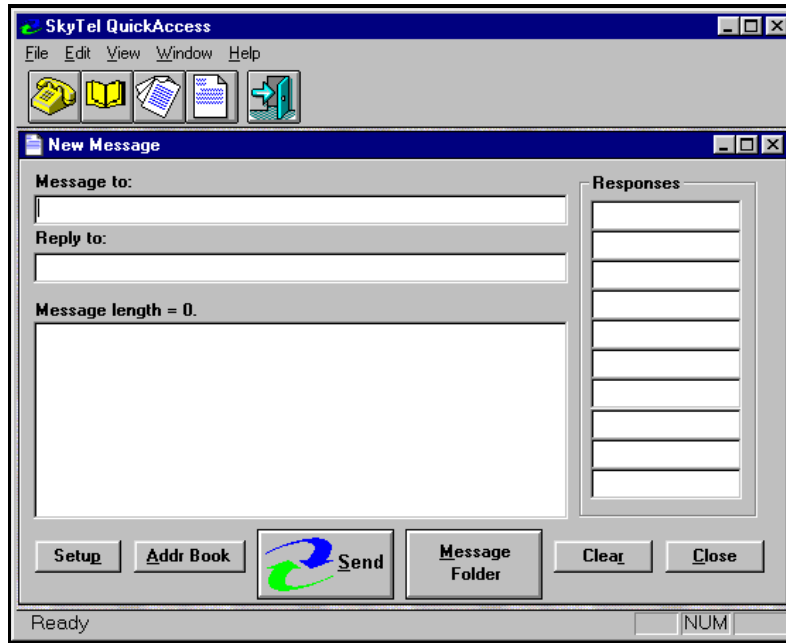 SkyTel QuickAccess
File Edit View Window Help
New Message
Message to:
Responses
Reply to:
Message length = 0.
Setup
Addr Book
Send
Message
Folder
Clear
Close
Ready
NUM